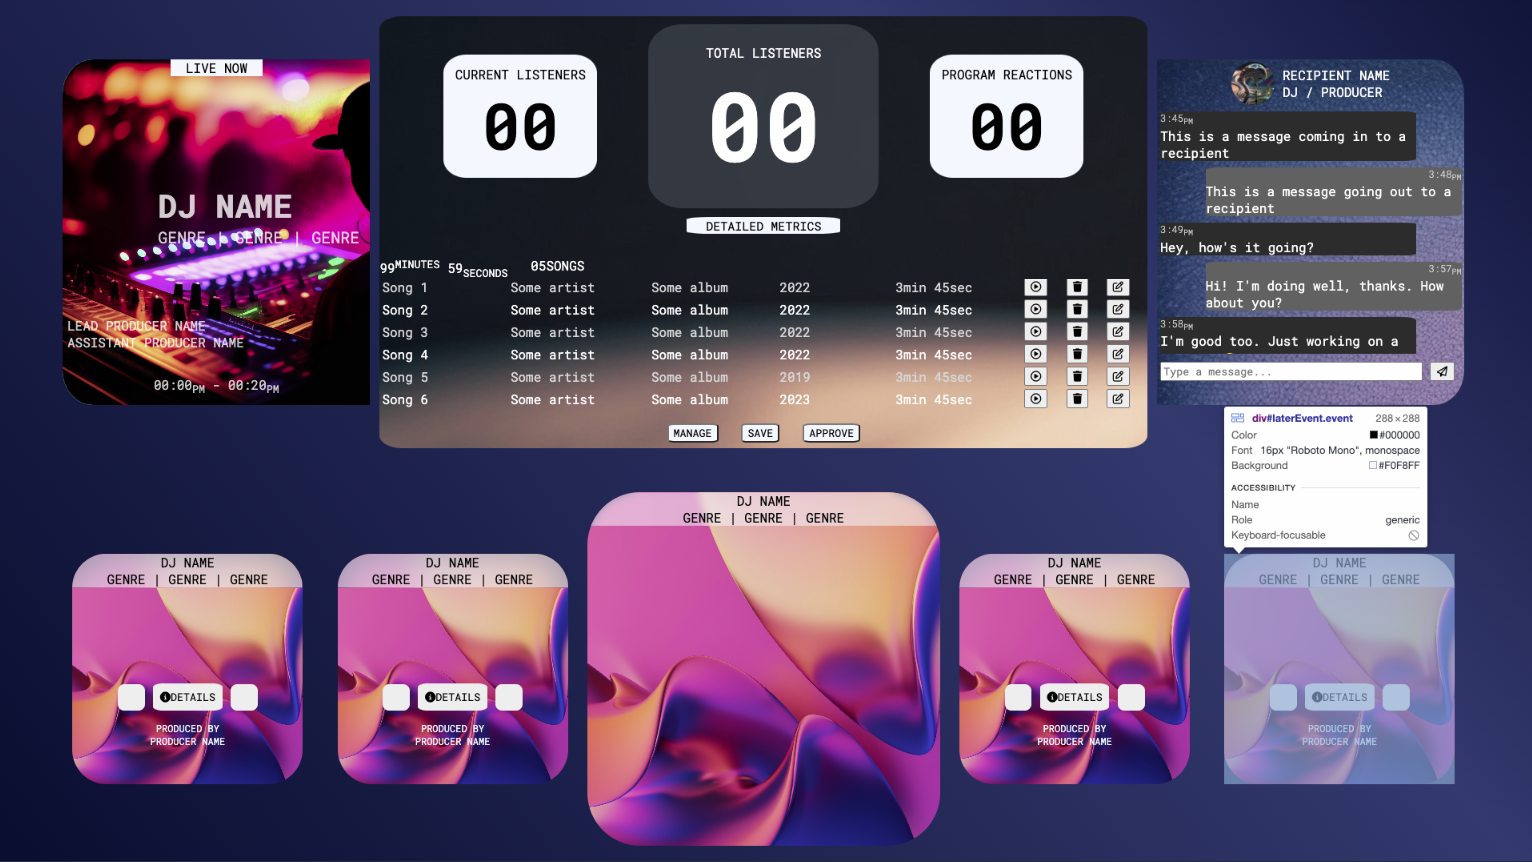 LIVE NOW
DJ NAME
GENRE | GENRE | GENRE
LEAD PRODUCER NAME
ASSISTANT PRODUCER NAME
00:00PM - 00:20PM
CURRENT LISTENERS
00
TOTAL LISTENERS
00
PROGRAM REACTIONS
00
DETAILED METRICS
99MINUTES 59SECONDS 05SONGS
Song 1 Some artist Some album 2022 3min 45sec
Song 2 Some artist Some album 2022 3min 45sec
Song 3 Some artist Some album 2022 3min 45sec
Song 4 Some artist Some album 2022 3min 45sec
Song 5 Some artist Some album 2019 3min 45sec
Song 6 Some artist Some album 2023 3min 45sec
MANAGE SAVE APPROVE
RECIPIENT NAME
DJ / PRODUCER
3:45PM
This is a message coming in to a
recipient
3:48PM
This is a message going out to a
recipient
3:49PM
Hey, how's it going?
3:57PM
Hi! I'm doing well, thanks. How
about you?
3:58PM
I'm good too. Just working on a
Type a message...
div#laterEvent.event 288×288
Color #000000
Font 16px "Roboto Mono", monospace
Background #F0F8FF
ACCESSIBILITY
Name
Role generic
Keyboard-focusable
DJ NAME
GENRE | GENRE | GENRE
DETAILS
PRODUCED BY
PRODUCER NAME
DJ NAME
GENRE | GENRE | GENRE
DETAILS
PRODUCED BY
PRODUCER NAME
DJ NAME
GENRE | GENRE | GENRE
DJ NAME
GENRE | GENRE | GENRE
DETAILS
PRODUCED BY
PRODUCER NAME
DJ NAME
GENRE | GENRE | GENRE
DETAILS
PRODUCED BY
PRODUCER NAME